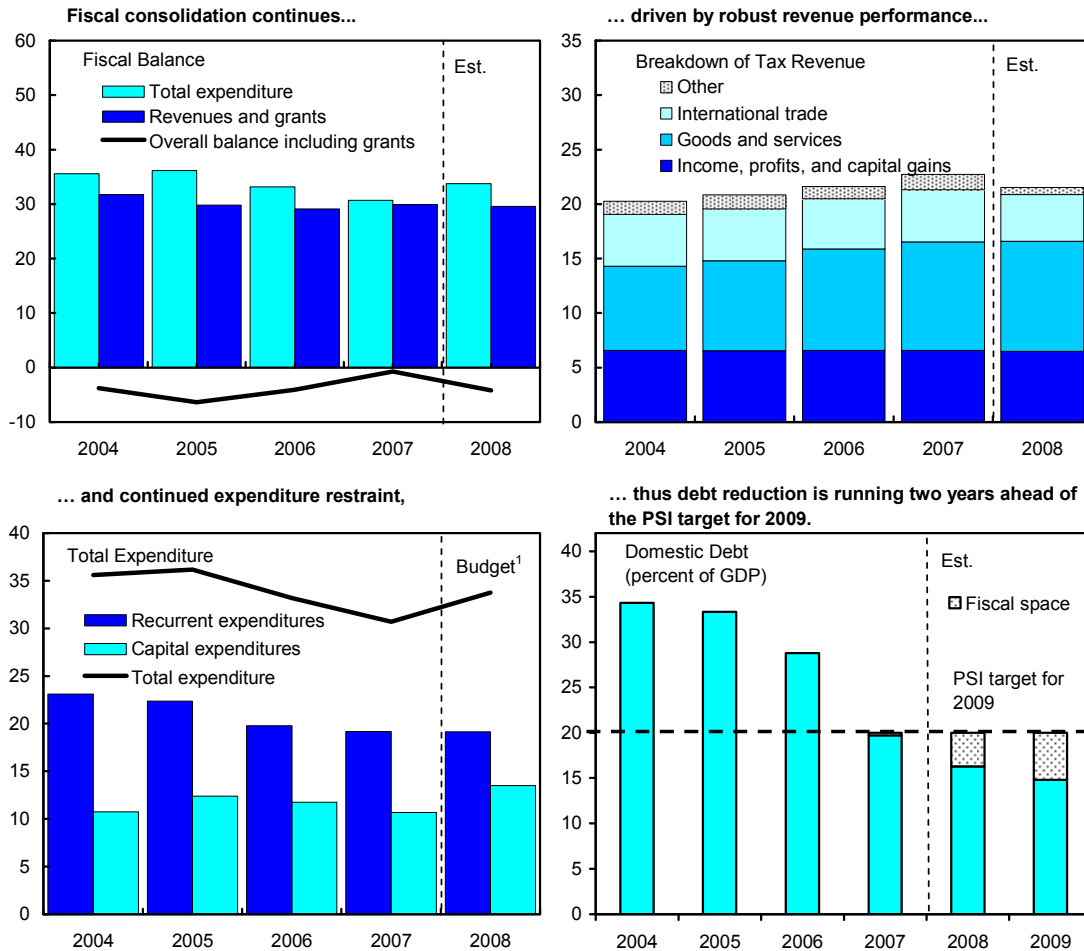 Fiscal consolidation continues...
60
50
40
30
20
10
0
-10
Fiscal Balance
Est.
Total expenditure
Revenues and grants
Overall balance including grants
2004 2005 2006 2007 2008
… driven by robust revenue performance...
35
30
25
20
15
10
5
0
Breakdown of Tax Revenue
Est.
Other
International trade
Goods and services
Income, profits, and capital gains
2004 2005 2006 2007 2008
… and continued expenditure restraint,
40
35
30
25
20
15
10
5
0
Total Expenditure
Budget¹
Recurrent expenditures
Capital expenditures
Total expenditure
2004 2005 2006 2007 2008
… thus debt reduction is running two years ahead of
the PSI target for 2009.
40
35
30
25
20
15
10
5
0
Domestic Debt
(percent of GDP)
Est.
Fiscal space
PSI target for
2009
2004 2005 2006 2007 2008 2009